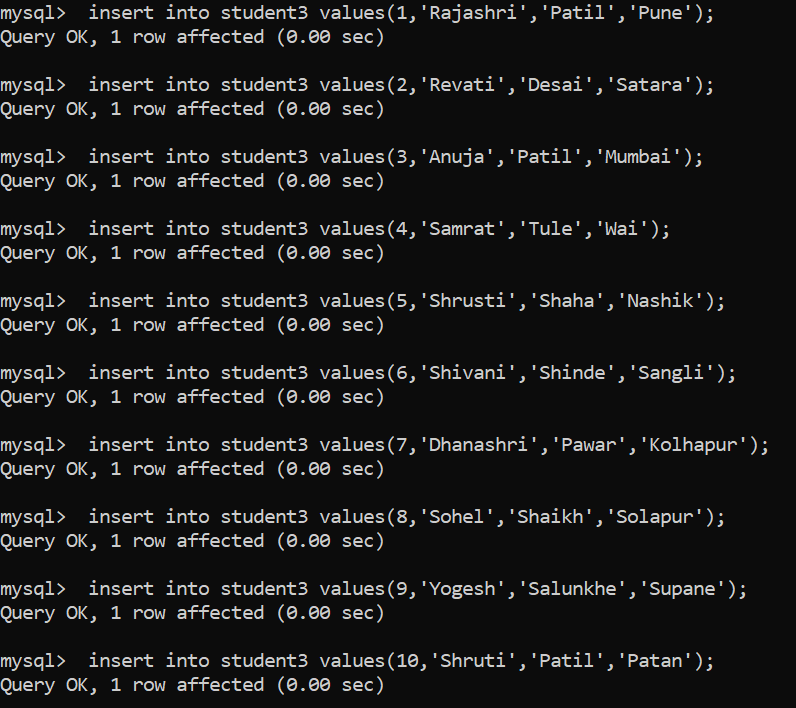 mysql>  insert into student3 values(1,'Rajashri','Patil','Pune');
Query OK, 1 row affected (0.00 sec)
mysql>  insert into student3 values(2,'Revati','Desai','Satara');
Query OK, 1 row affected (0.00 sec)
mysql>  insert into student3 values(3,'Anuja','Patil','Mumbai');
Query OK, 1 row affected (0.00 sec)
mysql>  insert into student3 values(4,'Samrat','Tule','Wai');
Query OK, 1 row affected (0.00 sec)
mysql>  insert into student3 values(5,'Shrusti','Shaha','Nashik');
Query OK, 1 row affected (0.00 sec)
mysql>  insert into student3 values(6,'Shivani','Shinde','Sangli');
Query OK, 1 row affected (0.00 sec)
mysql>  insert into student3 values(7,'Dhanashri','Pawar','Kolhapur');
Query OK, 1 row affected (0.00 sec)
mysql>  insert into student3 values(8,'Sohel','Shaikh','Solapur');
Query OK, 1 row affected (0.00 sec)
mysql>  insert into student3 values(9,'Yogesh','Salunkhe','Supane');
Query OK, 1 row affected (0.00 sec)
mysql>  insert into student3 values(10,'Shruti','Patil','Patan');
Query OK, 1 row affected (0.00 sec)